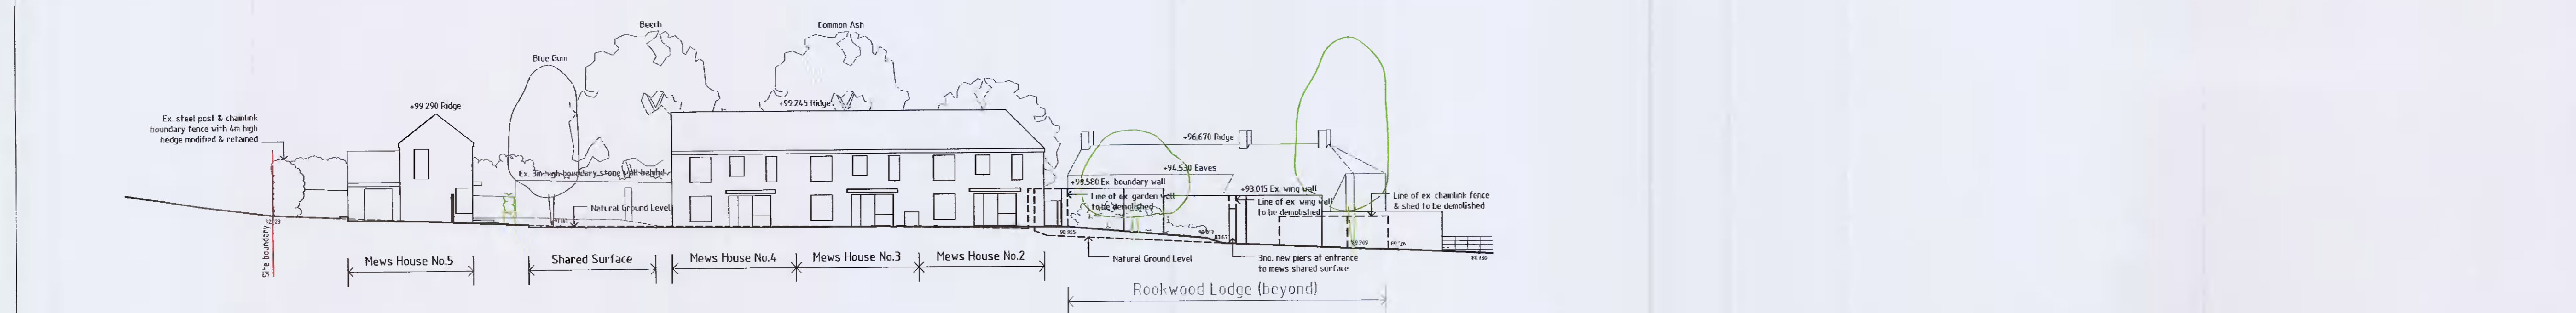 Beech
Common Ash
Blue Gum
+99 290 Ridge
+99.245 Ridge
Ex. steel post & chainlink
boundary fence with 4m high
hedge modified & retained
+96.670 Ridge
+94.530 Eaves
Ex. 3m high boundary stone wall behind
+93.580 Ex boundary wall
+93.015 Ex. wing wall
Line of ex garden wall
to be demolished
Line of ex wing wall
to be demolished
Line of ex chainlink fence
& shed to be demolished
Natural Ground Level
Site boundary
Mews House No.5
Shared Surface
Mews House No.4
Mews House No.3
Mews House No.2
Natural Ground Level
3no. new piers at entrance
to mews shared surface
Rookwood Lodge (beyond)